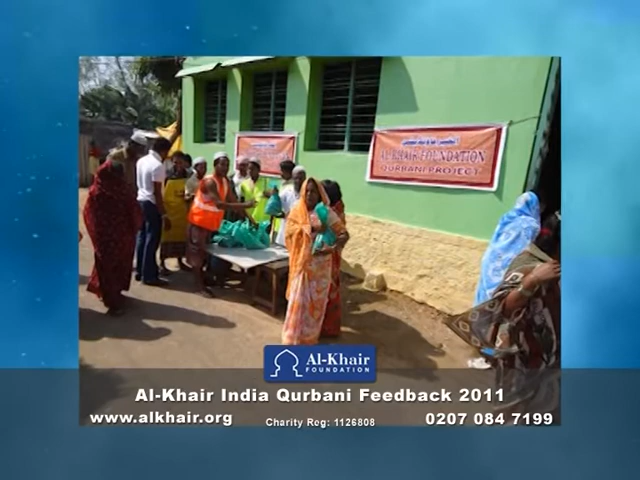 AL KHAIR FOUNDATION
QURBANI PROJECT
Al-Khair
FOUNDATION
Al-Khair India Qurbani Feedback 2011
www.alkhair.org
Charity Reg: 1126808
0207 084 7199